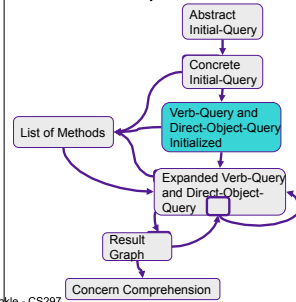 Abstract
Initial-Query
Concrete
Initial-Query
Verb-Query and
Direct-Object-Query
Initialized
List of Methods
Expanded Verb-Query
and Direct-Object-
Query
Result
Graph
Concern Comprehension
CS297